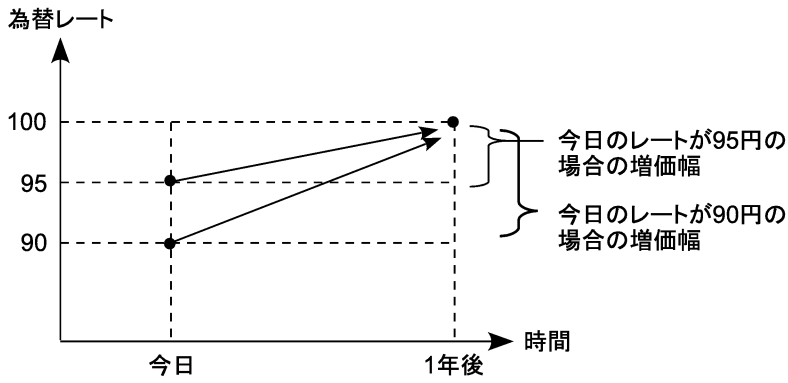 為替レート
100
95
90
今日のレートが95円の
場合の増価幅
今日のレートが90円の
場合の増価幅
時間
今日
1年後